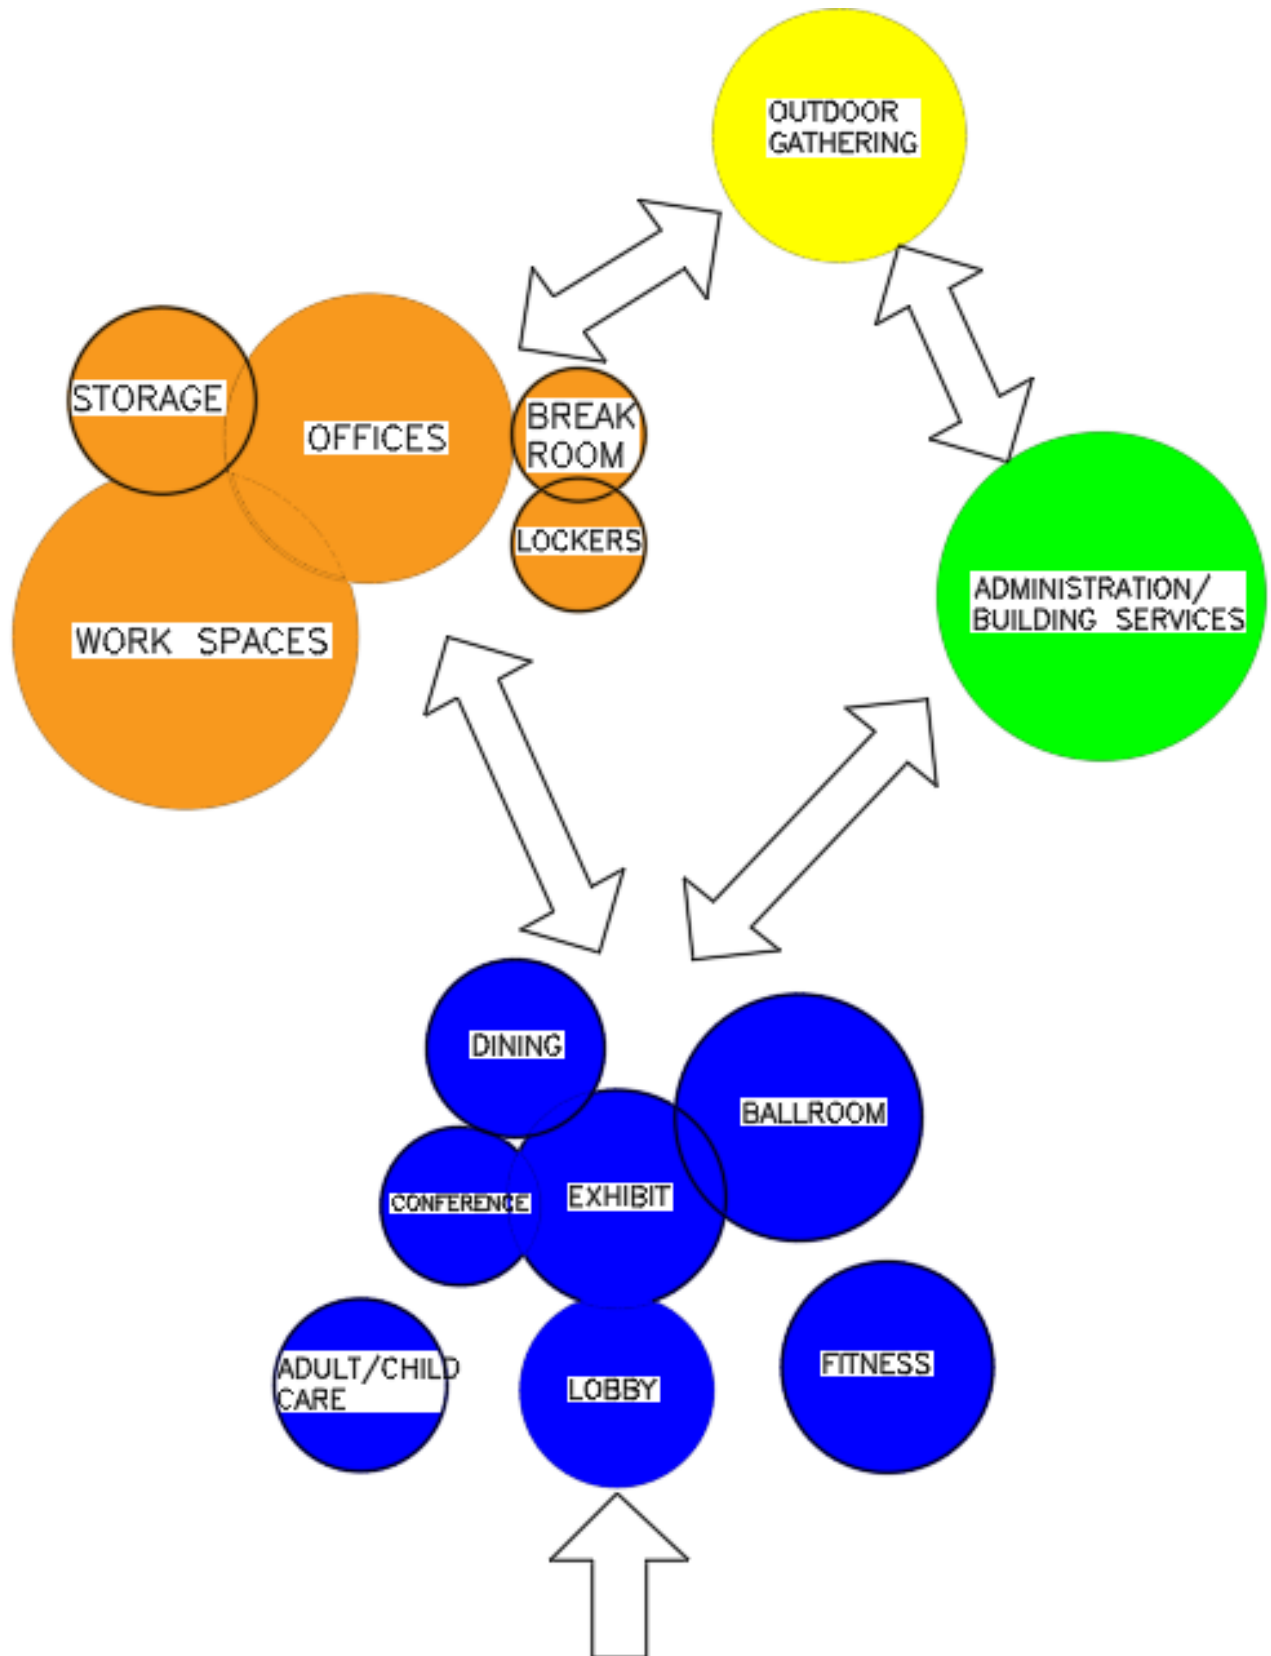 OUTDOOR
GATHERING
STORAGE
OFFICES
BREAK
ROOM
LOCKERS
WORK SPACES
ADMINISTRATION/
BUILDING SERVICES
DINING
BALLROOM
CONFERENCE
EXHIBIT
ADULT/CHILD
CARE
LOBBY
FITNESS